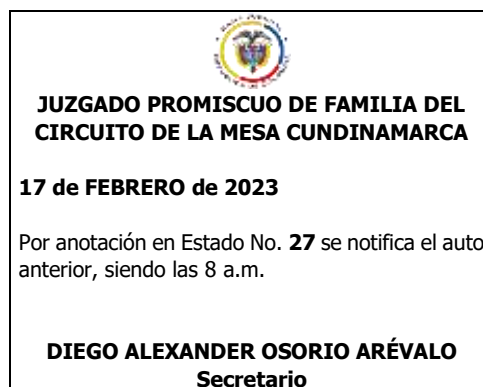 JUZGADO PROMISCUO DE FAMILIA DEL
CIRCUITO DE LA MESA CUNDINAMARCA
17 de FEBRERO de 2023
Por anotación en Estado No. 27 se notifica el auto
anterior, siendo las 8 a.m.
DIEGO ALEXANDER OSORIO ARÉVALO
Secretario